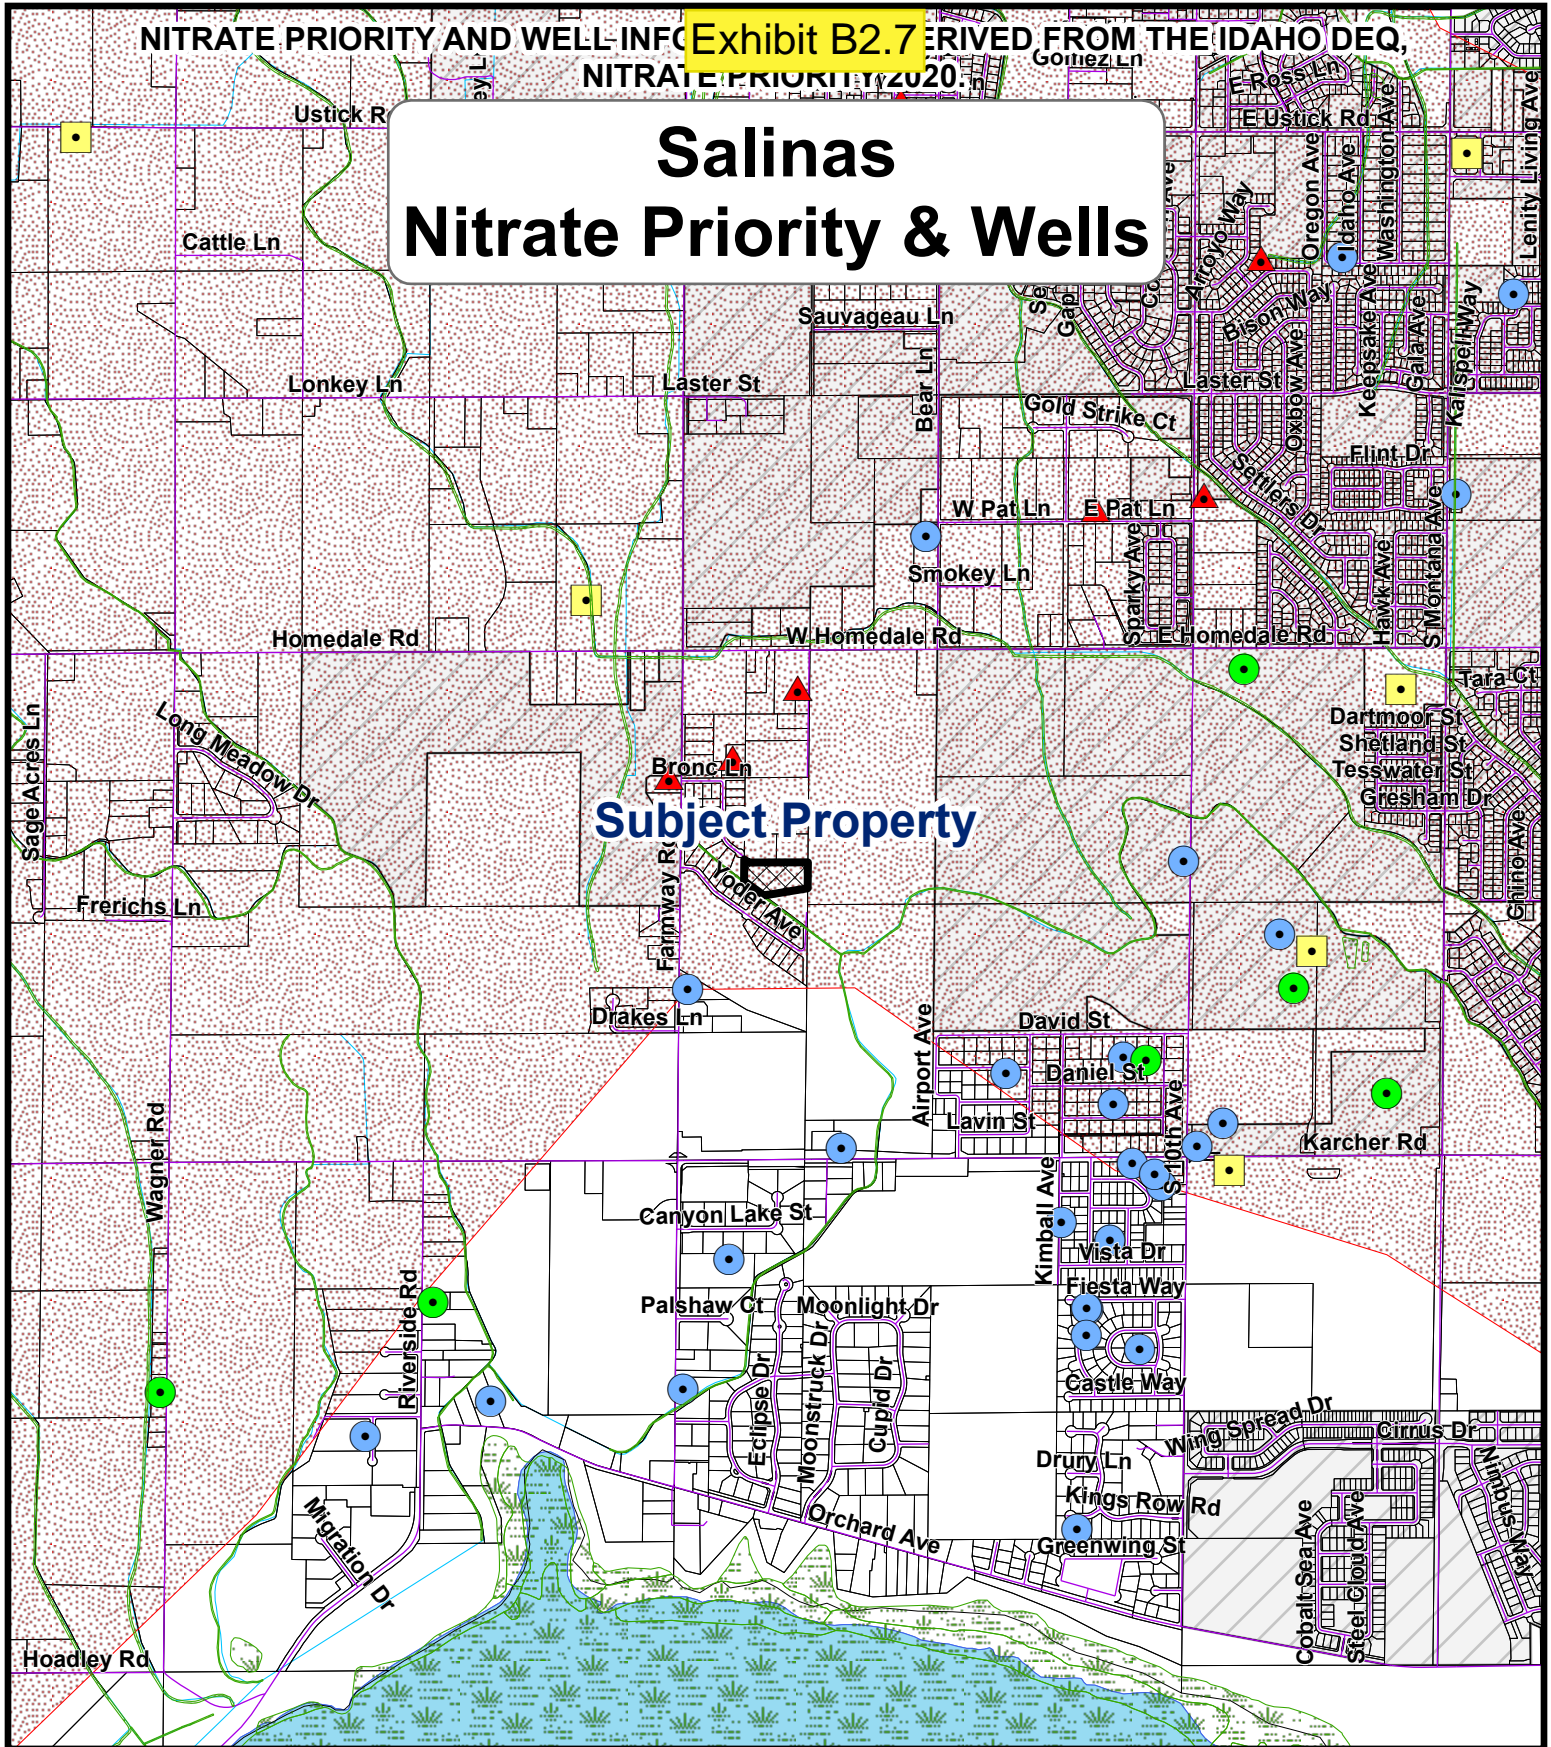 NITRATE PRIORITY AND WELL INFO
Exhibit B2.7
ERIVED FROM THE IDAHO DEQ,
NITRATE PRIORITY 2020.
Gomez Ln
E Ross Ln
Ustick R
E Ustick Rd
Washington Ave
Lenity Living Ave
Salinas
Nitrate Priority & Wells
Oregon Ave
Idaho Ave
Arroyo Way
Cattle Ln
Sauvageau Ln
Bison Way
Keepsake Ave
Gala Ave
Kalispell Way
Lonkey Ln
Laster St
Bear Ln
Laster St
Oxbow Ave
Gold Strike Ct
Flint Dr
Settlers Dr
W Pat Ln
E Pat Ln
Smokey Ln
Sparky Ave
Hawk Ave
S Montana Ave
Homedale Rd
W Homedale Rd
E Homedale Rd
Tara Ct
Sage Acres Ln
Long Meadow Dr
Dartmoor St
Shetland St
Bronc Ln
Tesswater St
Gresham Dr
Subject Property
Chino Ave
Farmway Rd
Yoder Ave
Frerichs Ln
Drakes Ln
Airport Ave
David St
Daniel St
Lavin St
Wagner Rd
S 10th Ave
Karcher Rd
Kimball Ave
Canyon Lake St
Vista Dr
Riverside Rd
Fiesta Way
Palshaw Ct
Moonlight Dr
Eclipse Dr
Moonstruck Dr
Cupid Dr
Castle Way
Wing Spread Dr
Cirrus Dr
Drury Ln
Nimbus Way
Kings Row Rd
Migration Dr
Orchard Ave
Greenwing St
Cobalt Sea Ave
Steel Cloud Ave
Hoadley Rd